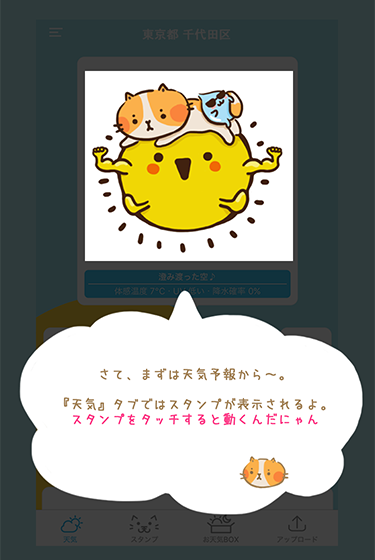 東京都 千代田区
澄み渡った空♪
体感温度 7℃・UV 弱い・降水確率 0%
さて、まずは天気予報から〜。
『天気』タブではスタンプが表示されるよ。
スタンプをタッチすると動くんだにゃん
天気
スタンプ
お天気BOX
アップロード